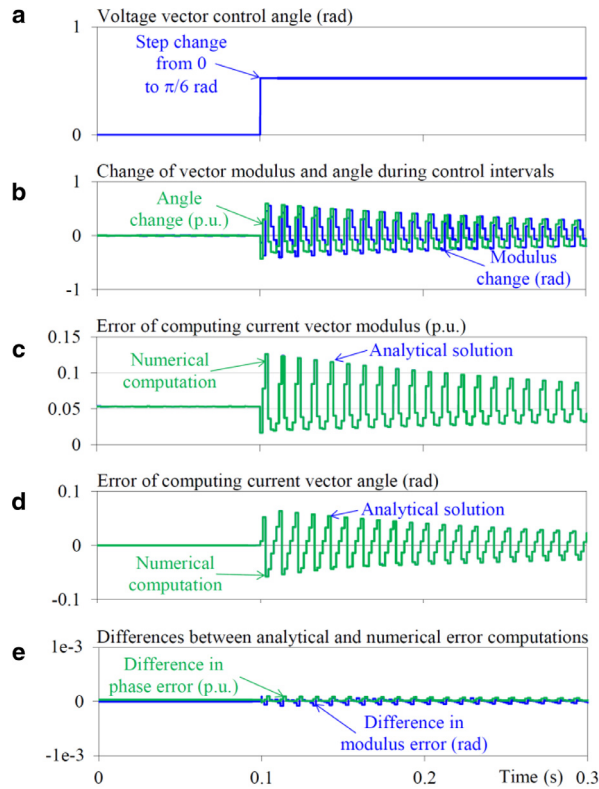 a
Voltage vector control angle (rad)
1
Step change
from 0
to π/6 rad
0
b
Change of vector modulus and angle during control intervals
1
Angle
change (p.u.)
0
Modulus
change (rad)
-1
c
Error of computing current vector modulus (p.u.)
0.15
Numerical
computation
Analytical solution
0.10
0.05
0
d
Error of computing current vector angle (rad)
0.1
Analytical solution
0
Numerical
computation
-0.1
e
Differences between analytical and numerical error computations
1e-3
Difference in
phase error (p.u.)
0
Difference in
modulus error (rad)
-1e-3
0
0.1
0.2
Time (s)
0.3